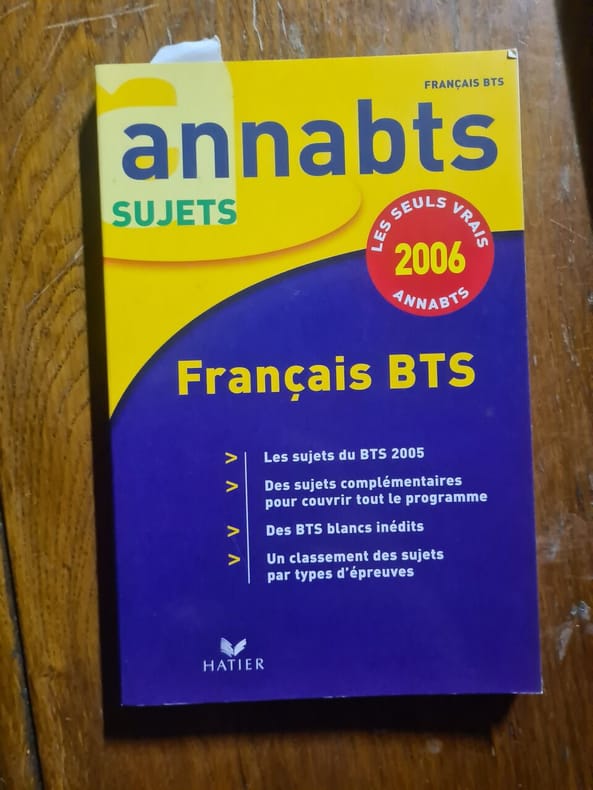 FRANÇAIS BTS
annabts
SUJETS
LES SEULS VRAIS
2006
ANNABTS
Français BTS
> Les sujets du BTS 2005
> Des sujets complémentaires
pour couvrir tout le programme
> Des BTS blancs inédits
> Un classement des sujets
par types d'épreuves
HATIER